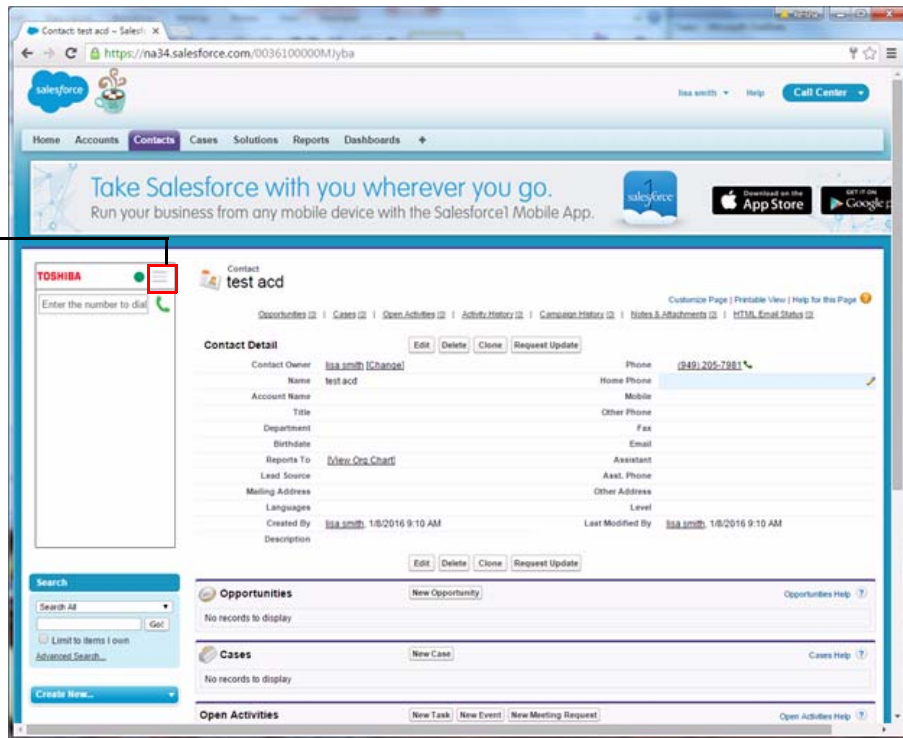 Contact: test acd ~ Salesf: X
https://na34.salesforce.com/0036100000MJyba
salesforce
lisa smith Help Call Center
Home Accounts Contacts Cases Solutions Reports Dashboards +
Take Salesforce with you wherever you go.
Run your business from any mobile device with the Salesforce1 Mobile App.
1
salesforce
Download on the
App Store
GET IT ON
Google p
TOSHIBA
Enter the number to dial
Contact
test acd
Customize Page | Printable View | Help for this Page
Opportunities [0] | Cases [0] | Open Activities [0] | Activity History [0] | Campaign History [0] | Notes & Attachments [0] | HTML Email Status [0]
Contact Detail Edit Delete Clone Request Update
Contact Owner lisa smith [Change] Phone (949) 205-7981
Name test acd Home Phone
Account Name Mobile
Title Other Phone
Department Fax
Birthdate Email
Reports To [View Org Chart] Assistant
Lead Source Asst. Phone
Mailing Address Other Address
Languages Level
Created By lisa smith, 1/8/2016 9:10 AM Last Modified By lisa smith, 1/8/2016 9:10 AM
Description
Edit Delete Clone Request Update
Search
Search All
Go!
Limit to items I own
Advanced Search...
Create New...
Opportunities New Opportunity Opportunities Help ?
No records to display
Cases New Case Cases Help ?
No records to display
Open Activities New Task New Event New Meeting Request Open Activities Help ?